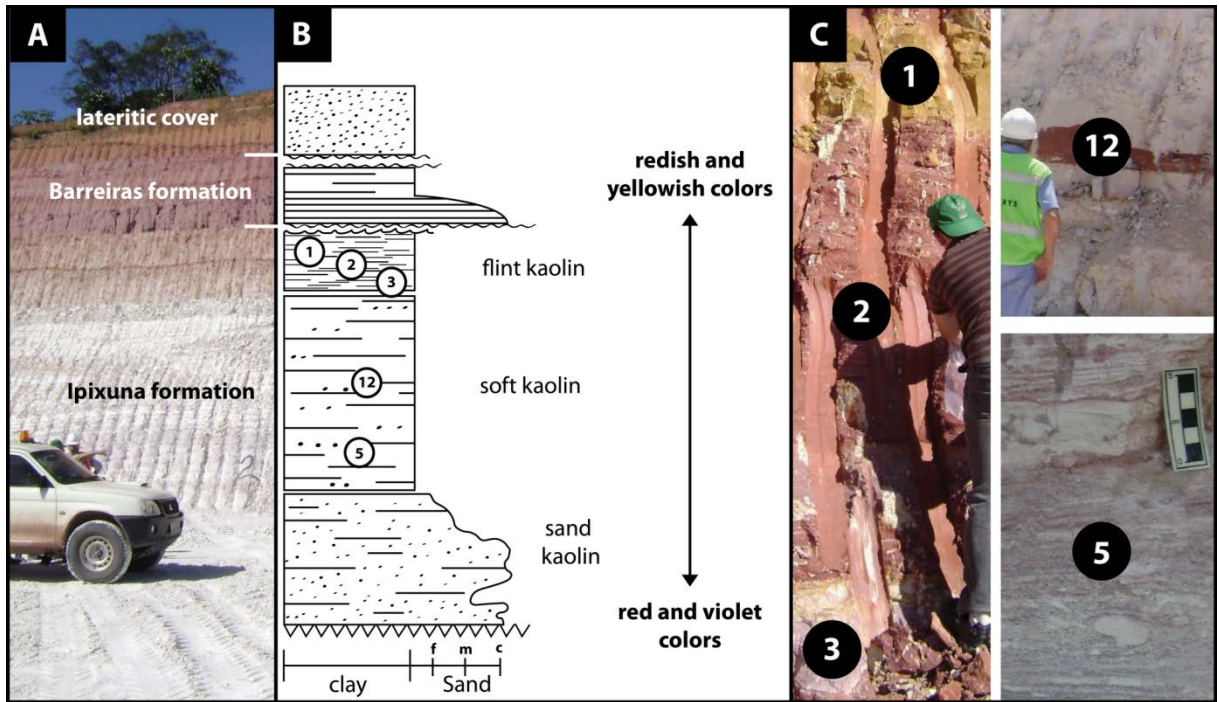 A
lateritic cover
Barreiras formation
Ipixuna formation
B
1
2
3
flint kaolin
12
soft kaolin
5
sand
kaolin
f
m
c
clay
Sand
redish and
yellowish colors
red and violet
colors
C
1
2
3
12
5